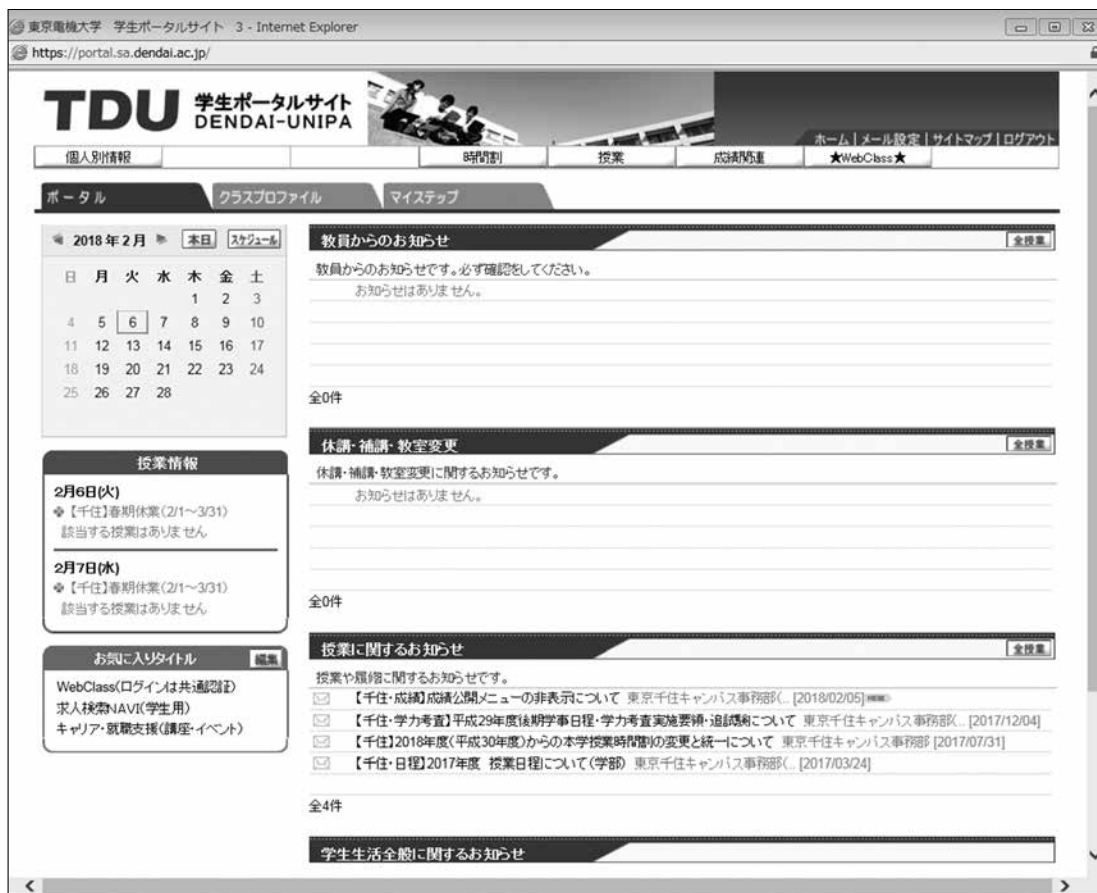 東京電機大学 学生ポータルサイト 3 - Internet Explorer
https://portal.sa.dendai.ac.jp/
TDU 学生ポータルサイト
DENDAI-UNIPA
ホーム | メール設定 | サイトマップ | ログアウト
個人別情報 時間割 授業 成績関連 ★WebClass★
ポータル クラスプロファイル マイステップ
2018年2月 本日 スケジュール
日 月 火 水 木 金 土
1 2 3
4 5 6 7 8 9 10
11 12 13 14 15 16 17
18 19 20 21 22 23 24
25 26 27 28
授業情報
2月6日(火)
【千住】春期休業(2/1～3/31)
該当する授業はありません
2月7日(水)
【千住】春期休業(2/1～3/31)
該当する授業はありません
お気に入りタイトル 編集
WebClass(ログインは共通認証)
求人検索NAVI(学生用)
キャリア・就職支援(講座・イベント)
教員からのお知らせ 全授業
教員からのお知らせです。必ず確認をしてください。
お知らせはありません。
全0件
休講・補講・教室変更 全授業
休講・補講・教室変更に関するお知らせです。
お知らせはありません。
全0件
授業に関するお知らせ 全授業
授業や履修に関するお知らせです。
【千住・成績】成績公開メニューの非表示について 東京千住キャンパス事務部(.. [2018/02/05] NEW
【千住・学力考査】平成29年度後期学事日程・学力考査実施要領・追試験について 東京千住キャンパス事務部(.. [2017/12/04]
【千住】2018年度(平成30年度)からの本学授業時間割の変更と統一について 東京千住キャンパス事務部 [2017/07/31]
【千住・日程】2017年度 授業日程について(学部) 東京千住キャンパス事務部(.. [2017/03/24]
全4件
学生生活全般に関するお知らせ